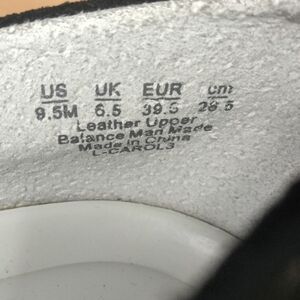 US UK EUR cm
9.5M 6.5 39.5 26.5
Leather Upper
Balance Man Made
Made in China
L-CAROL3